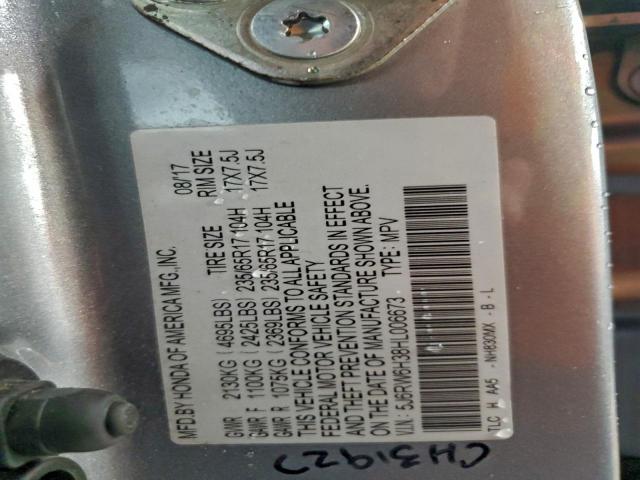 MFD.BY HONDA OF AMERICA MFG.,INC. 08/17
TIRE SIZE RIM SIZE
GVWR 2130KG (4695LBS)
GAWR F 1100KG (2425LBS) 235/65R17 104H 17X7.5J
GAWR R 1075KG (2369LBS) 235/65R17 104H 17X7.5J
THIS VEHICLE CONFORMS TO ALL APPLICABLE
FEDERAL MOTOR VEHICLE SAFETY
AND THEFT PREVENTION STANDARDS IN EFFECT
ON THE DATE OF MANUFACTURE SHOWN ABOVE.
V.I.N.: 5J6RW6H38HL006673 TYPE: MPV
TLC H AA5 - NH830MX - B - L
CH31927